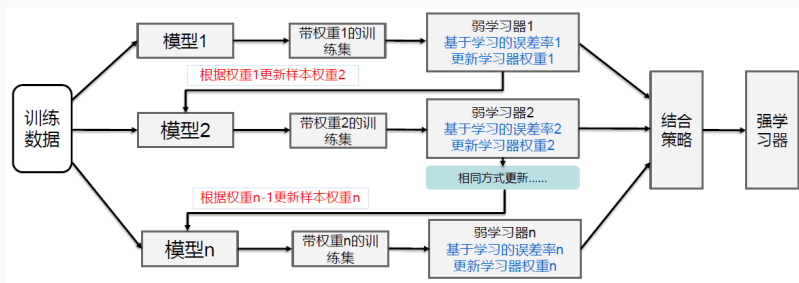 模型1
带权重1的训
练集
弱学习器1
基于学习的误差率1
更新学习器权重1
根据权重1更新样本权重2
训练
数据
模型2
带权重2的训
练集
弱学习器2
基于学习的误差率2
更新学习器权重2
结合
策略
强学
习器
相同方式更新......
根据权重n-1更新样本权重n
模型n
带权重n的训
练集
弱学习器n
基于学习的误差率n
更新学习器权重n